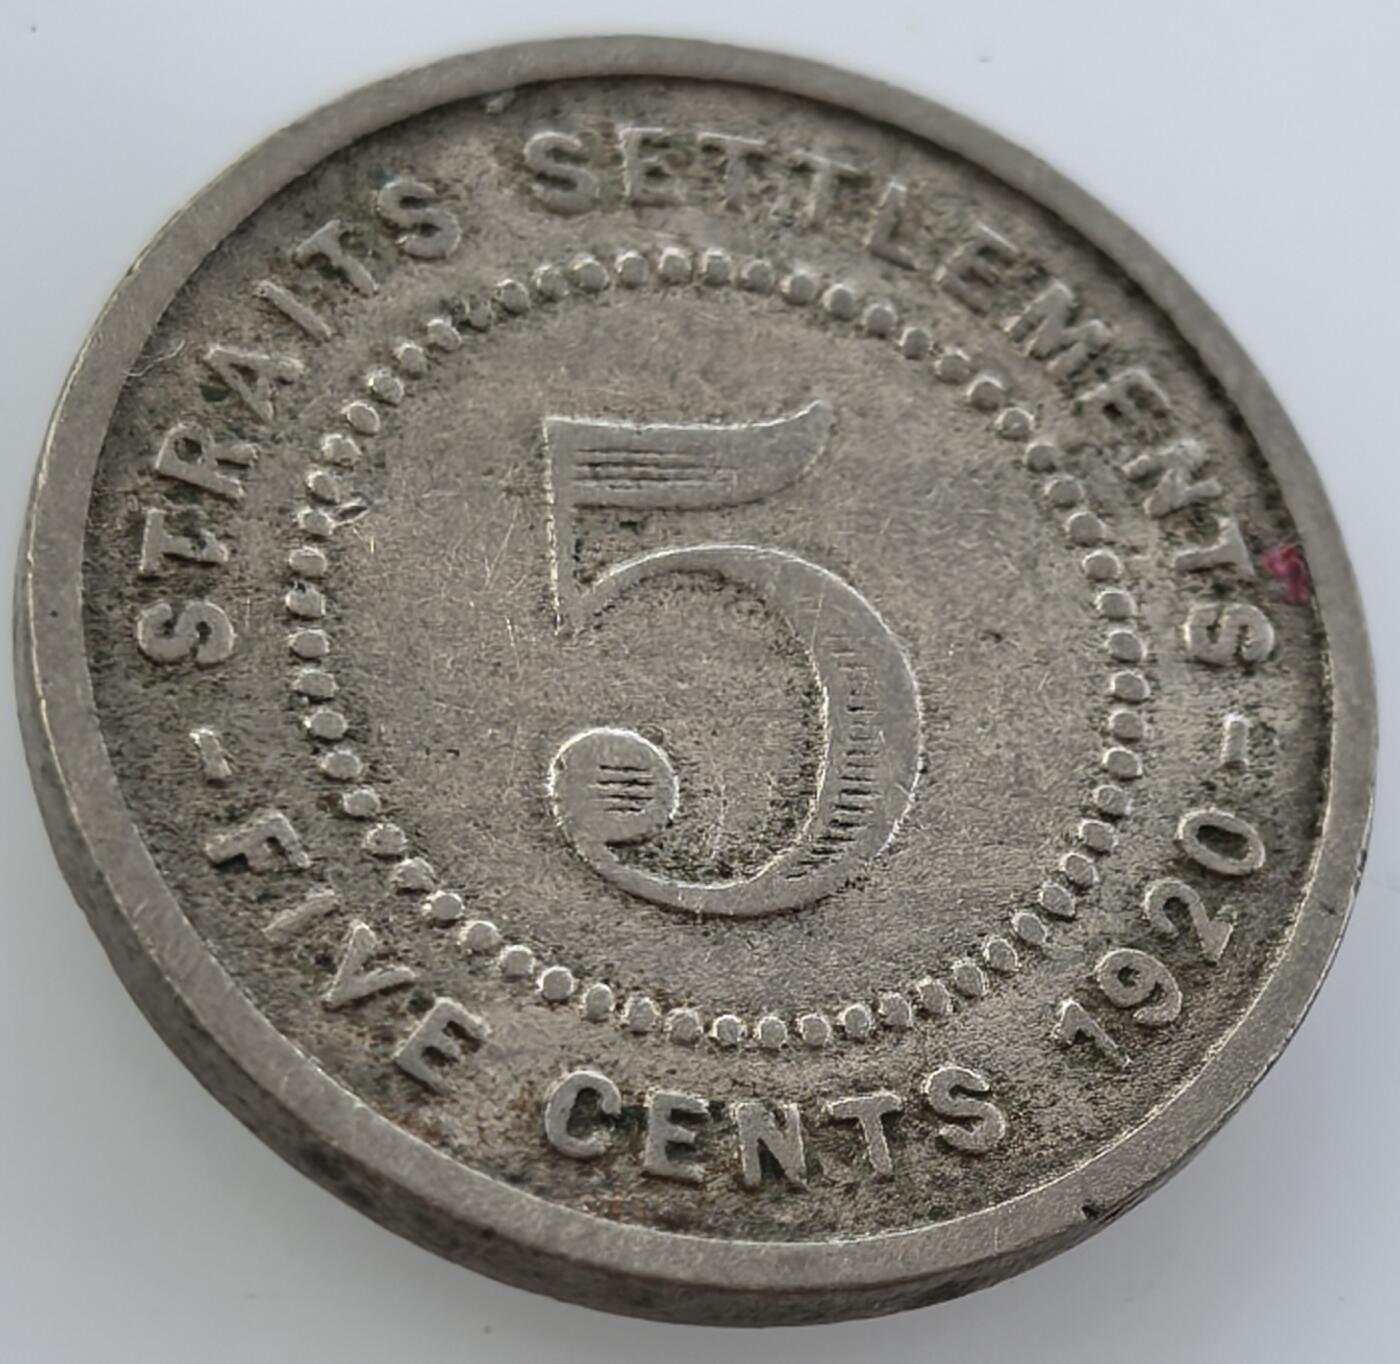 STRAITS SETTLEMENTS
5
- FIVE CENTS 1920 -